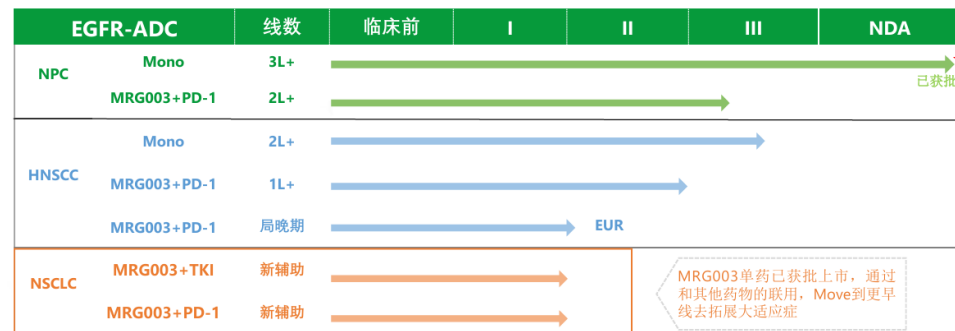 EGFR-ADC 线数 临床前 I II III NDA
NPC
Mono 3L+
已获批
MRG003+PD-1 2L+
HNSCC
Mono 2L+
MRG003+PD-1 1L+
MRG003+PD-1 局晚期 EUR
NSCLC
MRG003+TKI 新辅助
MRG003+PD-1 新辅助
MRG003单药已获批上市，通过
和其他药物的联用，Move到更早
线去拓展大适应症